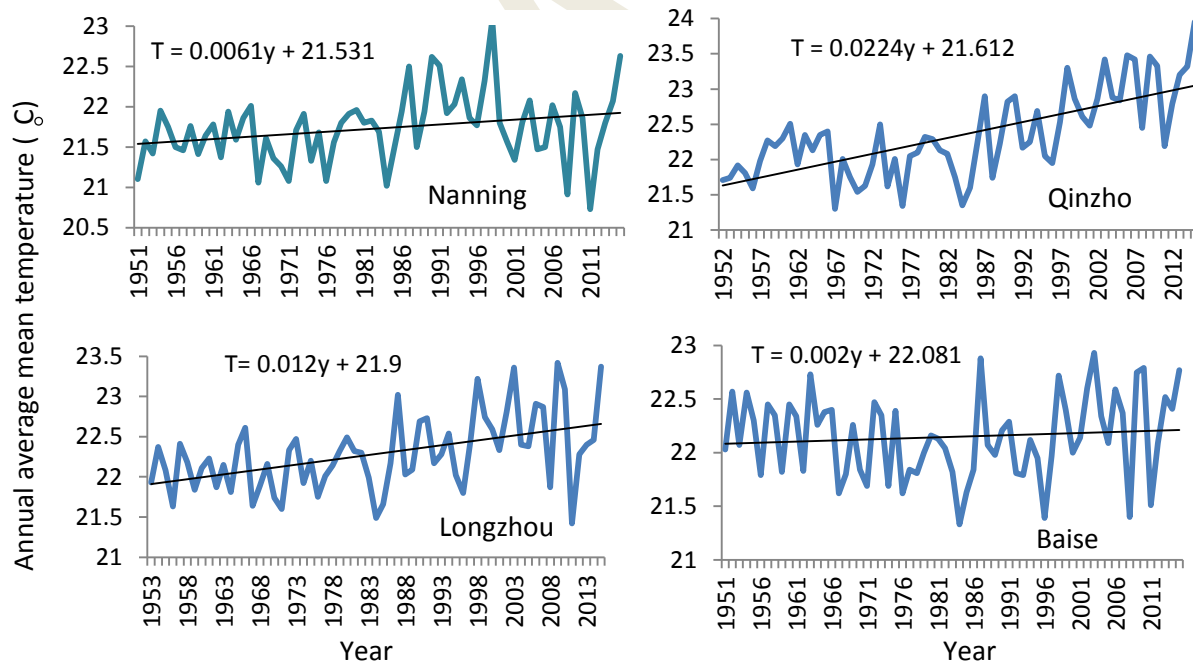 Annual average mean temperature ( °C)
T = 0.0061y + 21.531
23
22.5
22
21.5
21
20.5
Nanning
1951 1956 1961 1966 1971 1976 1981 1986 1991 1996 2001 2006 2011
T = 0.0224y + 21.612
24
23.5
23
22.5
22
21.5
21
Qinzho
1952 1957 1962 1967 1972 1977 1982 1987 1992 1997 2002 2007 2012
T= 0.012y + 21.9
23.5
23
22.5
22
21.5
21
Longzhou
1953 1958 1963 1968 1973 1978 1983 1988 1993 1998 2003 2008 2013
Year
T = 0.002y + 22.081
23
22.5
22
21.5
21
Baise
1951 1956 1961 1966 1971 1976 1981 1986 1991 1996 2001 2006 2011
Year